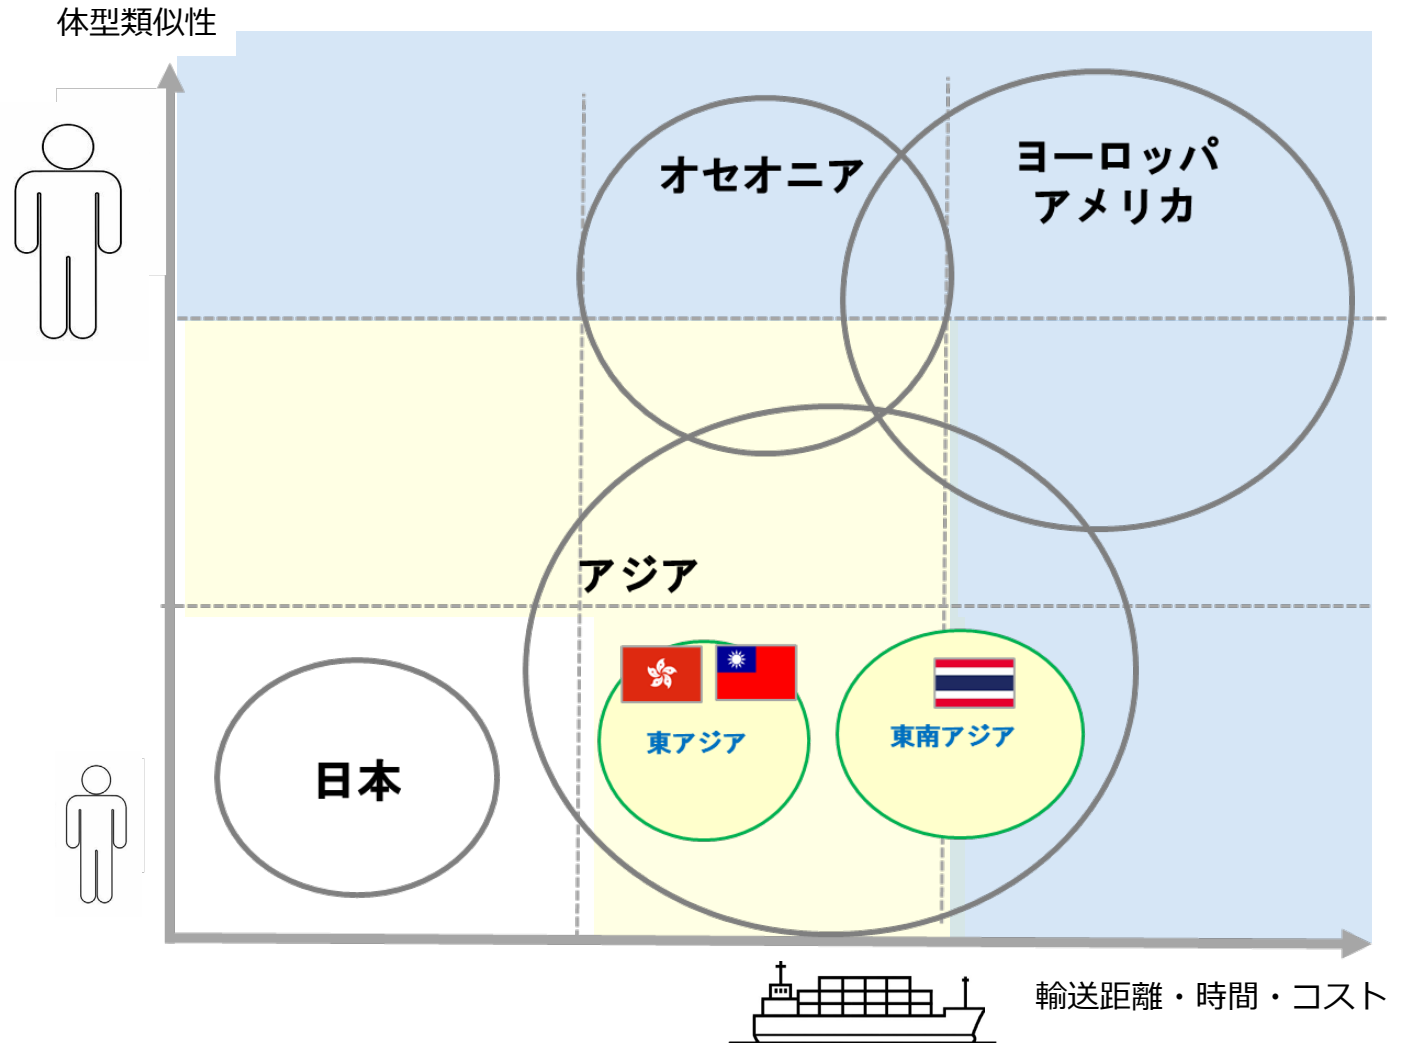 体型類似性
オセオニア
ヨーロッパ
アメリカ
アジア
東アジア
東南アジア
日本
輸送距離・時間・コスト